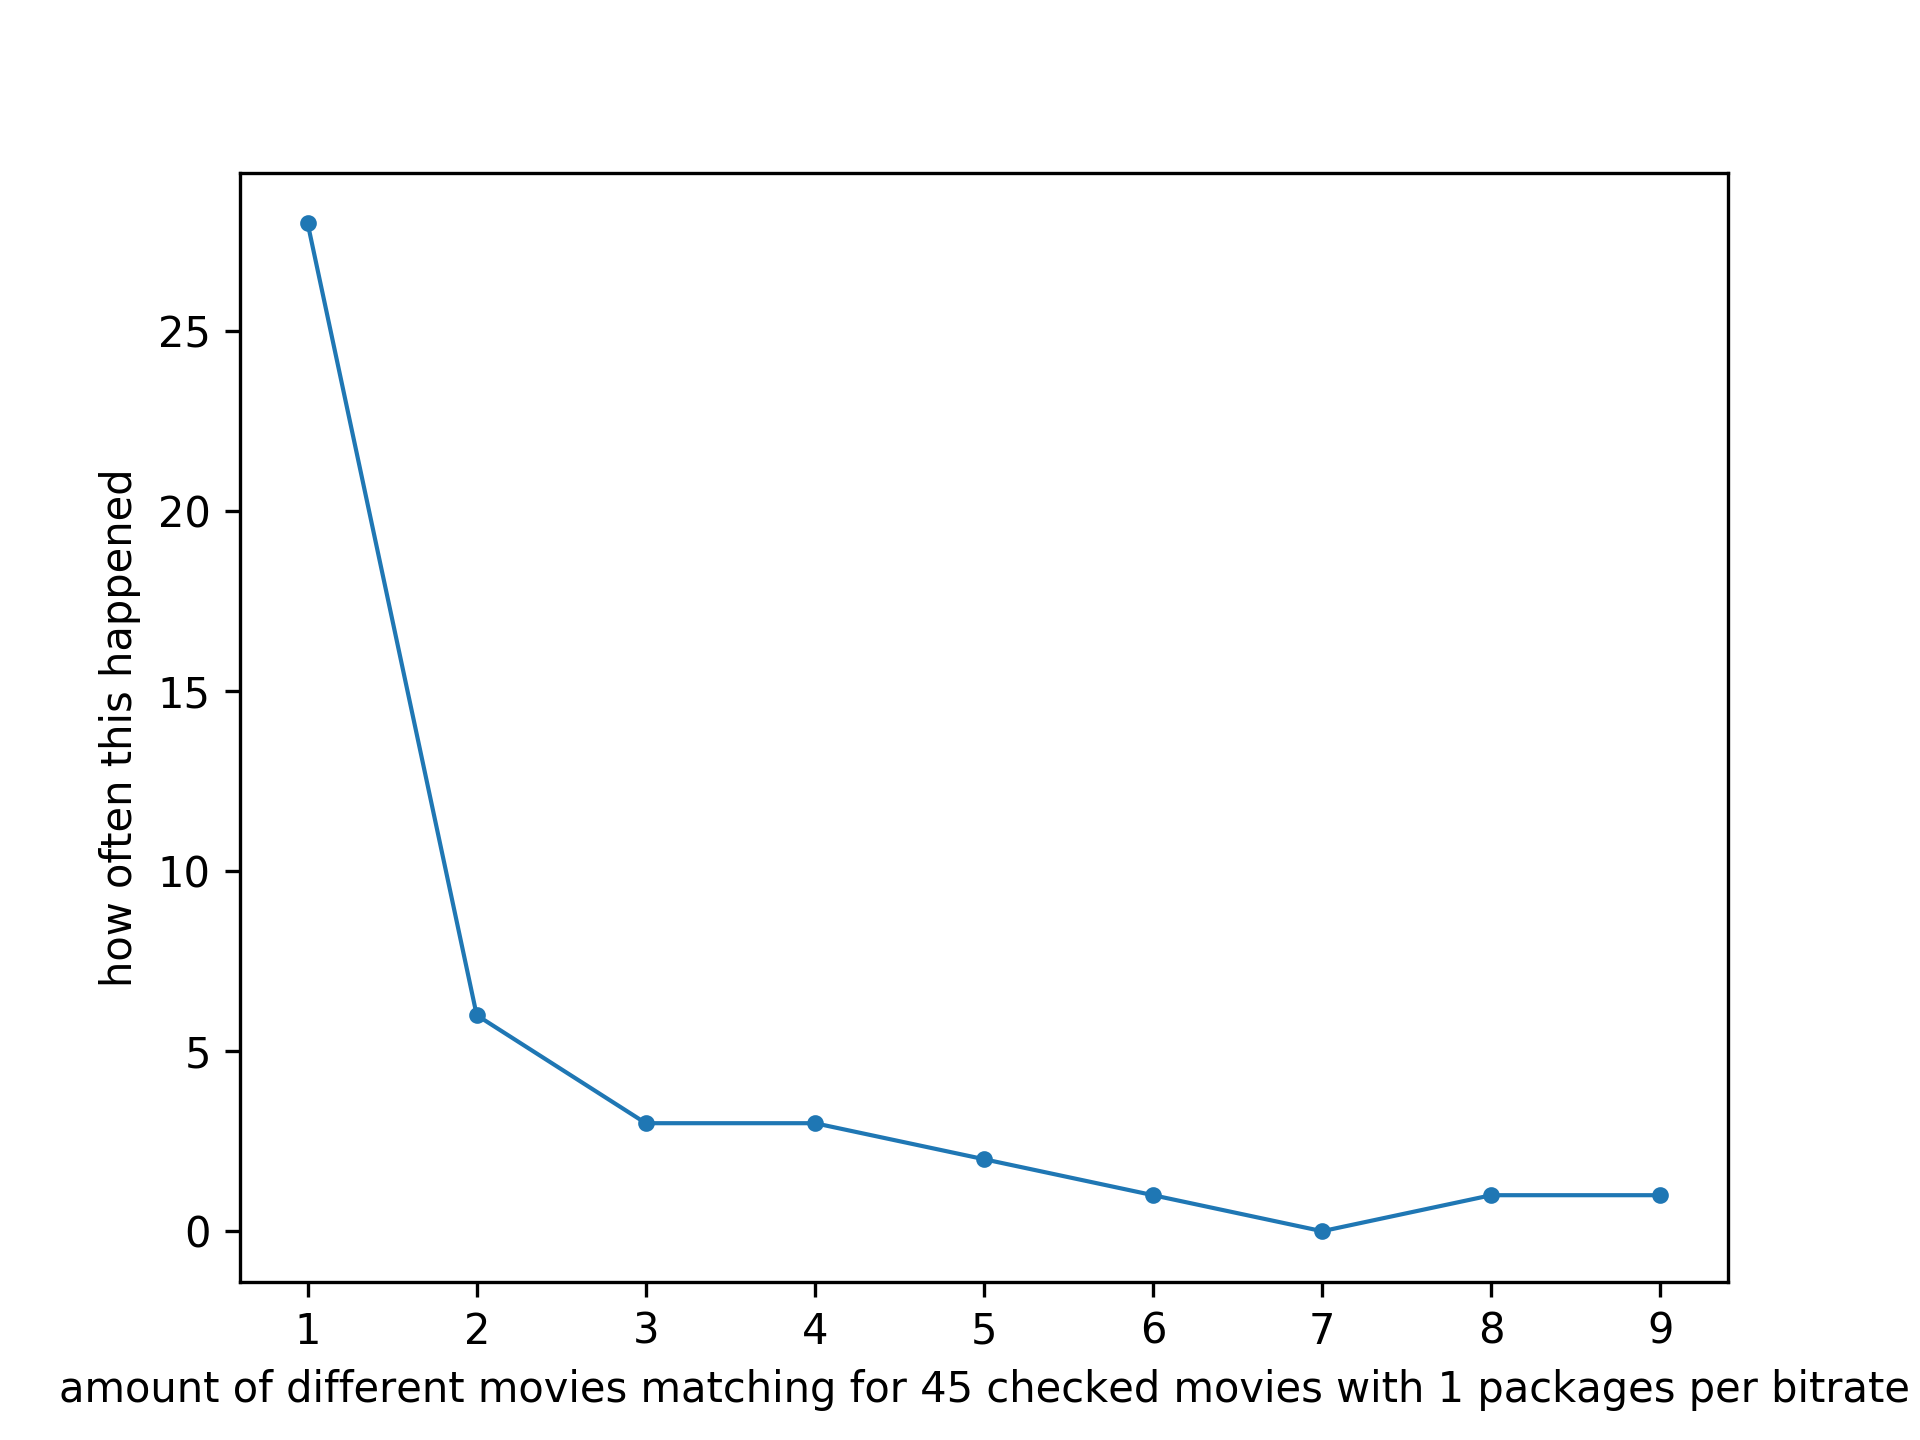 how often this happened
25
20
15
10
5
0
1 2 3 4 5 6 7 8 9
amount of different movies matching for 45 checked movies with 1 packages per bitrate